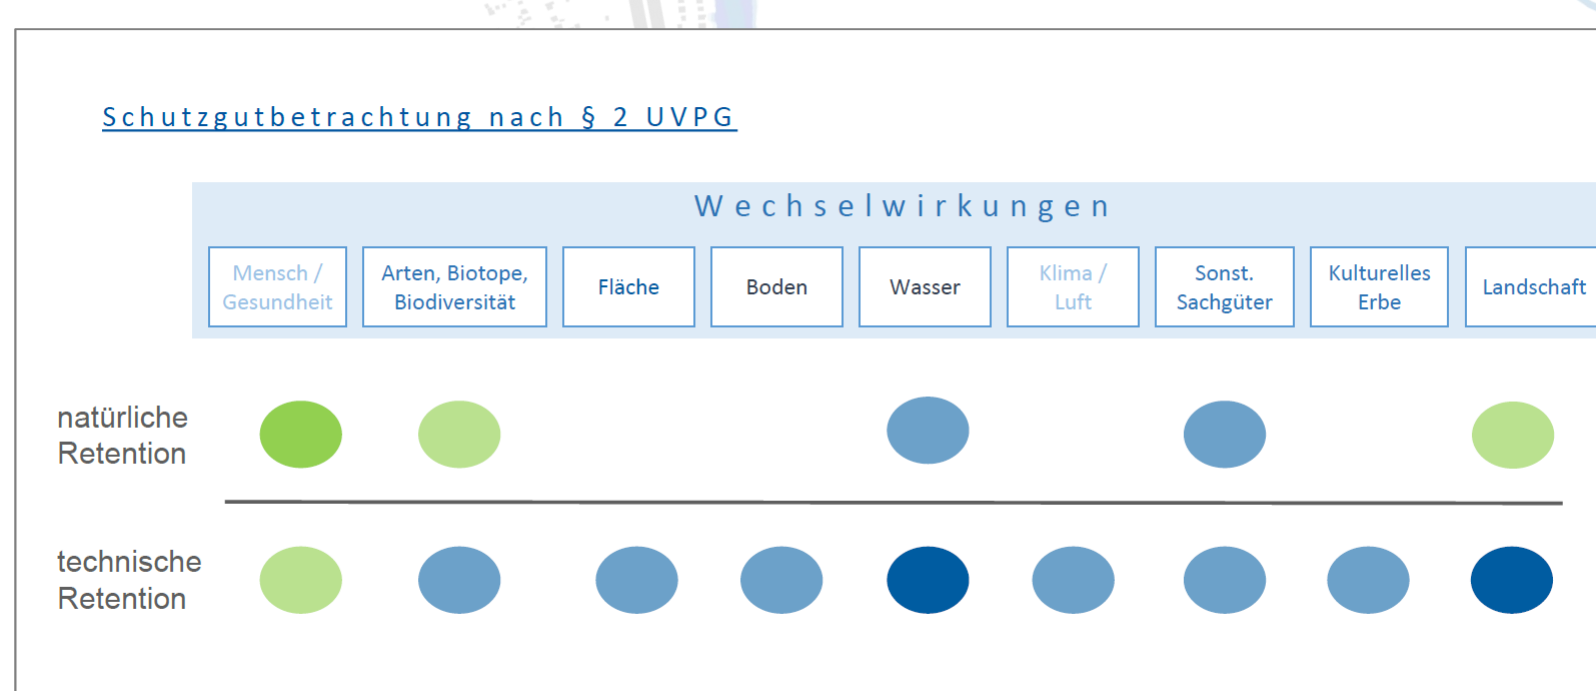 Schutzgutbetrachtung nach § 2 UVPG
Wechselwirkungen
Mensch /
Gesundheit
Arten, Biotope,
Biodiversität
Fläche
Boden
Wasser
Klima /
Luft
Sonst.
Sachgüter
Kulturelles
Erbe
Landschaft
natürliche
Retention
technische
Retention